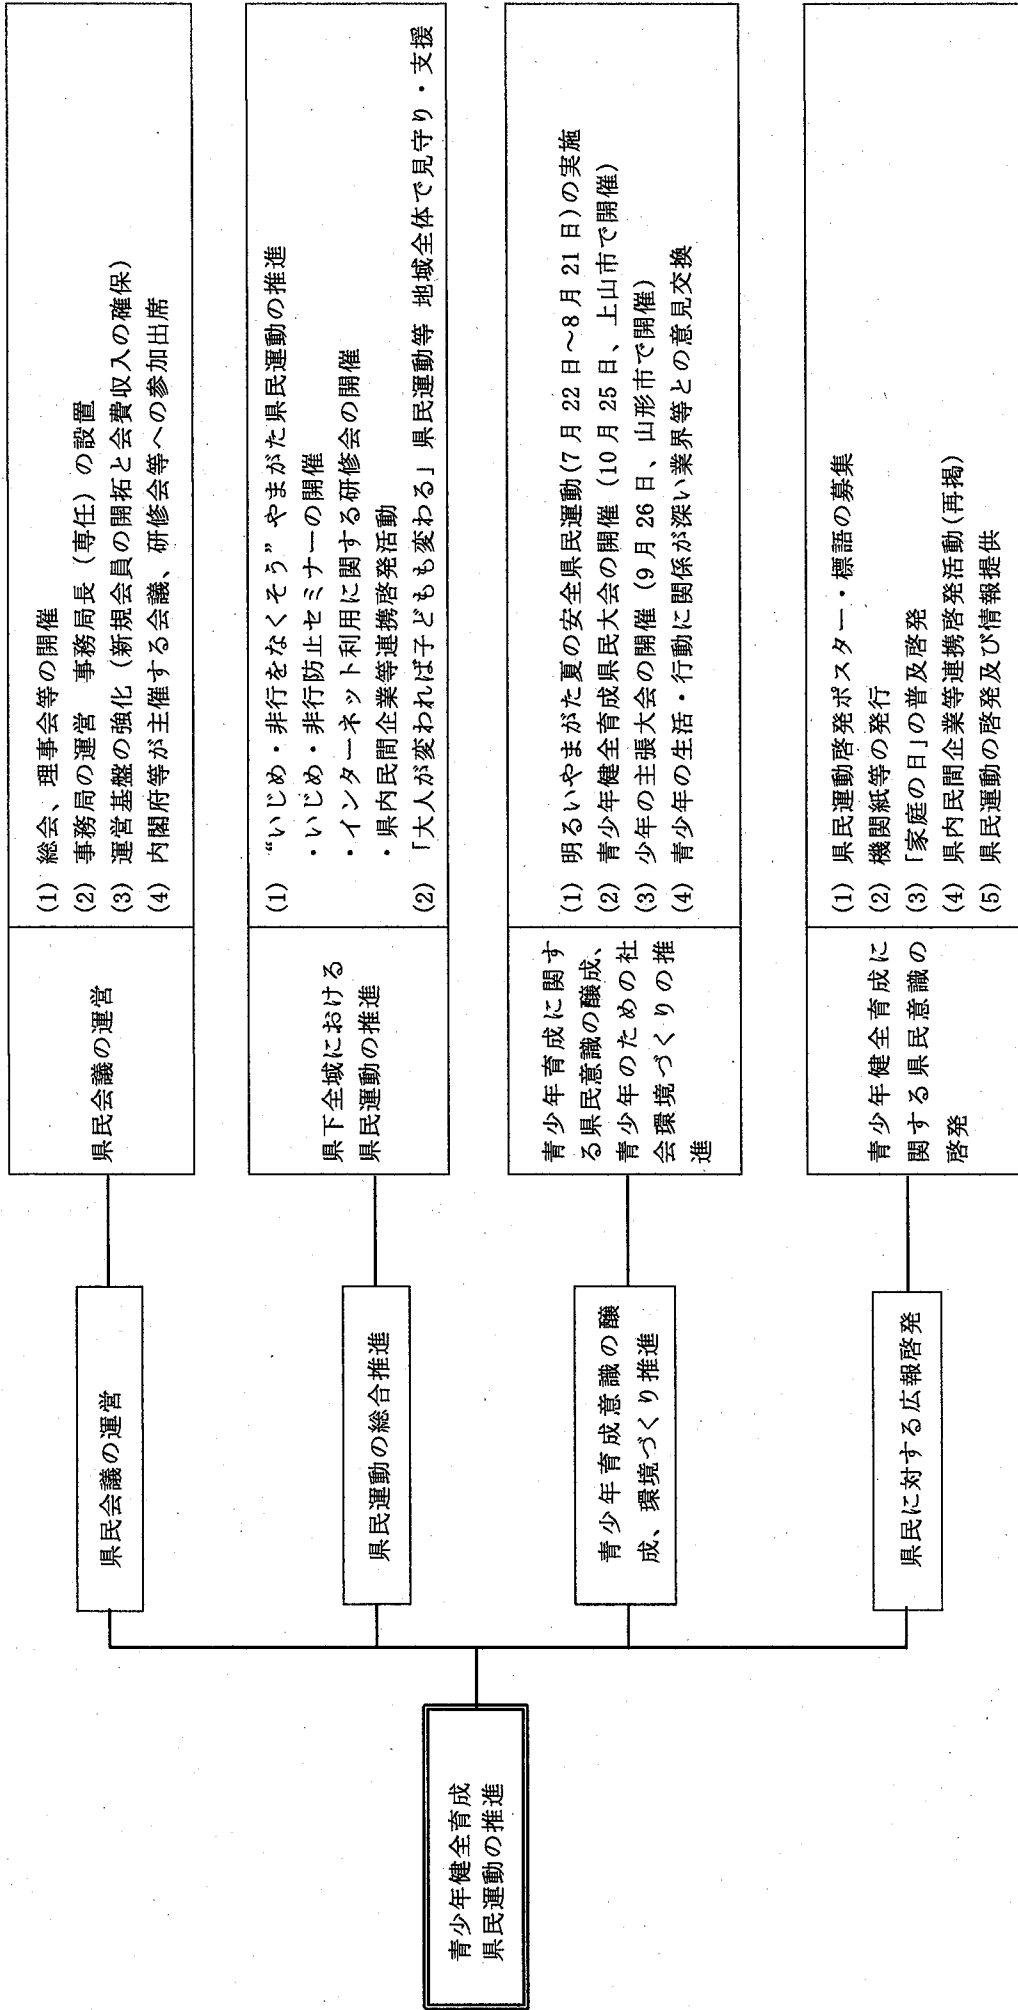 青少年健全育成
県民運動の推進
県民会議の運営
県民会議の運営
(1) 総会、理事会等の開催
(2) 事務局の運営　事務局長（専任）の設置
(3) 運営基盤の強化（新規会員の開拓と会費収入の確保）
(4) 内閣府等が主催する会議、研修会等への参加出席
県民運動の総合推進
県下全域における
県民運動の推進
(1) “いじめ・非行をなくそう” やまがた県民運動の推進
・いじめ・非行防止セミナーの開催
・インターネット利用に関する研修会の開催
・県内民間企業等連携啓発活動
(2) 「大人が変われば子どもも変わる」県民運動等 地域全体で見守り・支援
青少年育成意識の醸
成、環境づくり推進
青少年育成に関す
る県民意識の醸成、
青少年のための社
会環境づくりの推
進
(1) 明るいやまがた夏の安全県民運動(7月22日～8月21日)の実施
(2) 青少年健全育成県民大会の開催（10月25日、上山市で開催）
(3) 少年の主張大会の開催（9月26日、山形市で開催）
(4) 青少年の生活・行動に関係が深い業界等との意見交換
県民に対する広報啓発
青少年健全育成に
関する県民意識の
啓発
(1) 県民運動啓発ポスター・標語の募集
(2) 機関紙等の発行
(3) 「家庭の日」の普及啓発
(4) 県内民間企業等連携啓発活動(再掲)
(5) 県民運動の啓発及び情報提供